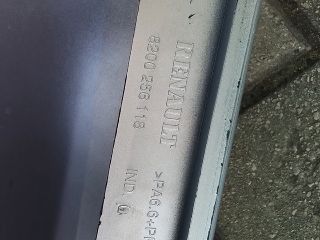 RENAULT
8200 256 118
>PA6.6+P
IND.